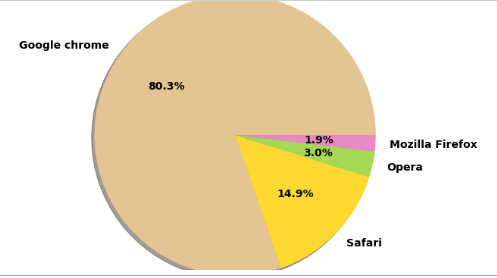 Google chrome
80.3%
1.9%
Mozilla Firefox
3.0%
Opera
14.9%
Safari